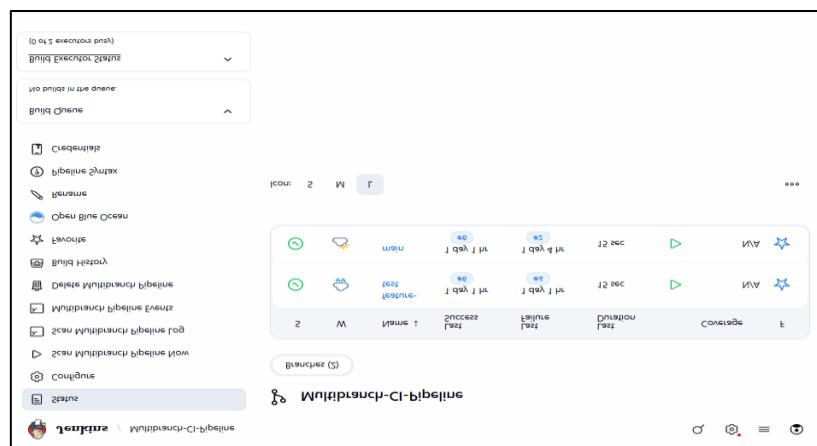 Jenkins / Multibranch-CI-Pipeline
Status
Configure
Scan Multibranch Pipeline Now
Scan Multibranch Pipeline Log
Multibranch Pipeline Events
Delete Multibranch Pipeline
Build History
Favorite
Open Blue Ocean
Rename
Pipeline Syntax
Credentials
Build Queue
No builds in the queue.
Build Executor Status
(0 of 2 executors busy)
Multibranch-CI-Pipeline
Branches (2)
S W Name ↓ Last Success Last Failure Last Duration Coverage F
feature-test 1 day 1 hr #6 1 day 1 hr #4 15 sec N/A
main 1 day 1 hr #6 1 day 4 hr #2 15 sec N/A
Icon: S M L